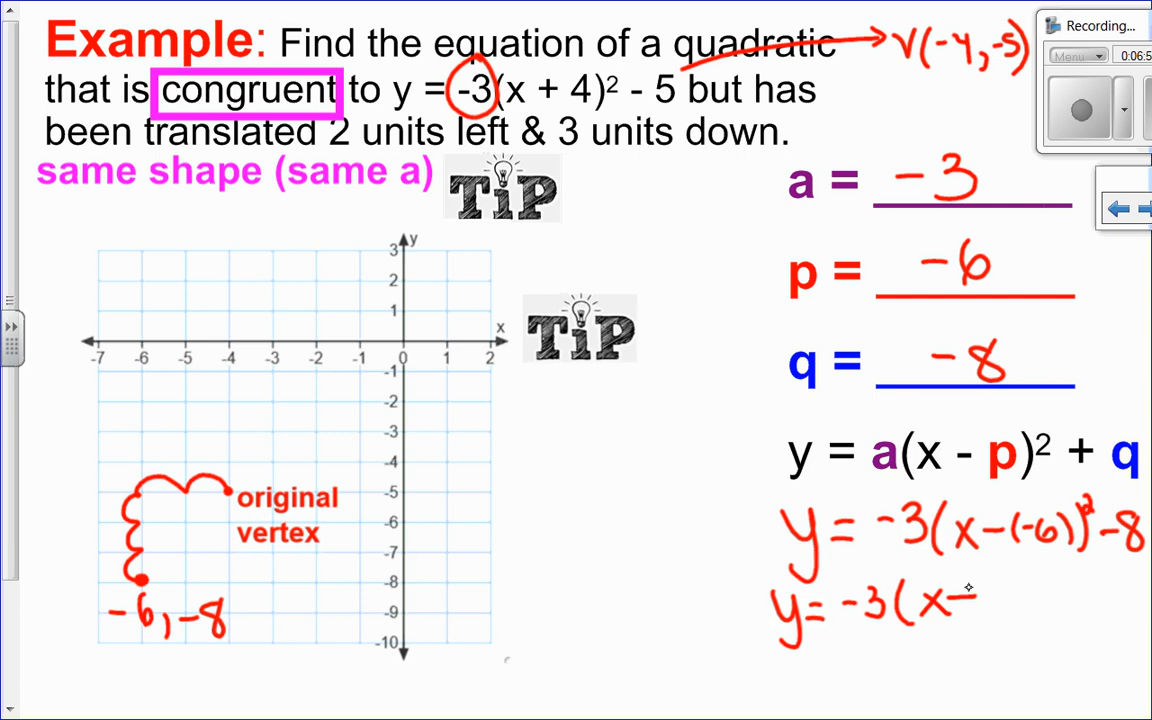 Example: Find the equation of a quadratic → V(-4, -5)
that is congruent to y = -3(x + 4)² - 5 but has
been translated 2 units left & 3 units down.
same shape (same a) TiP
Recording...
Menu 0:06:5
a = -3
p = -6
q = -8
y = a(x - p)² + q
y = -3(x-(-6))²-8
y = -3(x-
TiP
y
3
2
1
x
-7 -6 -5 -4 -3 -2 -1 0 1 2
-1
-2
-3
-4
-5
-6
-7
-8
-9
-10
original
vertex
-6, -8